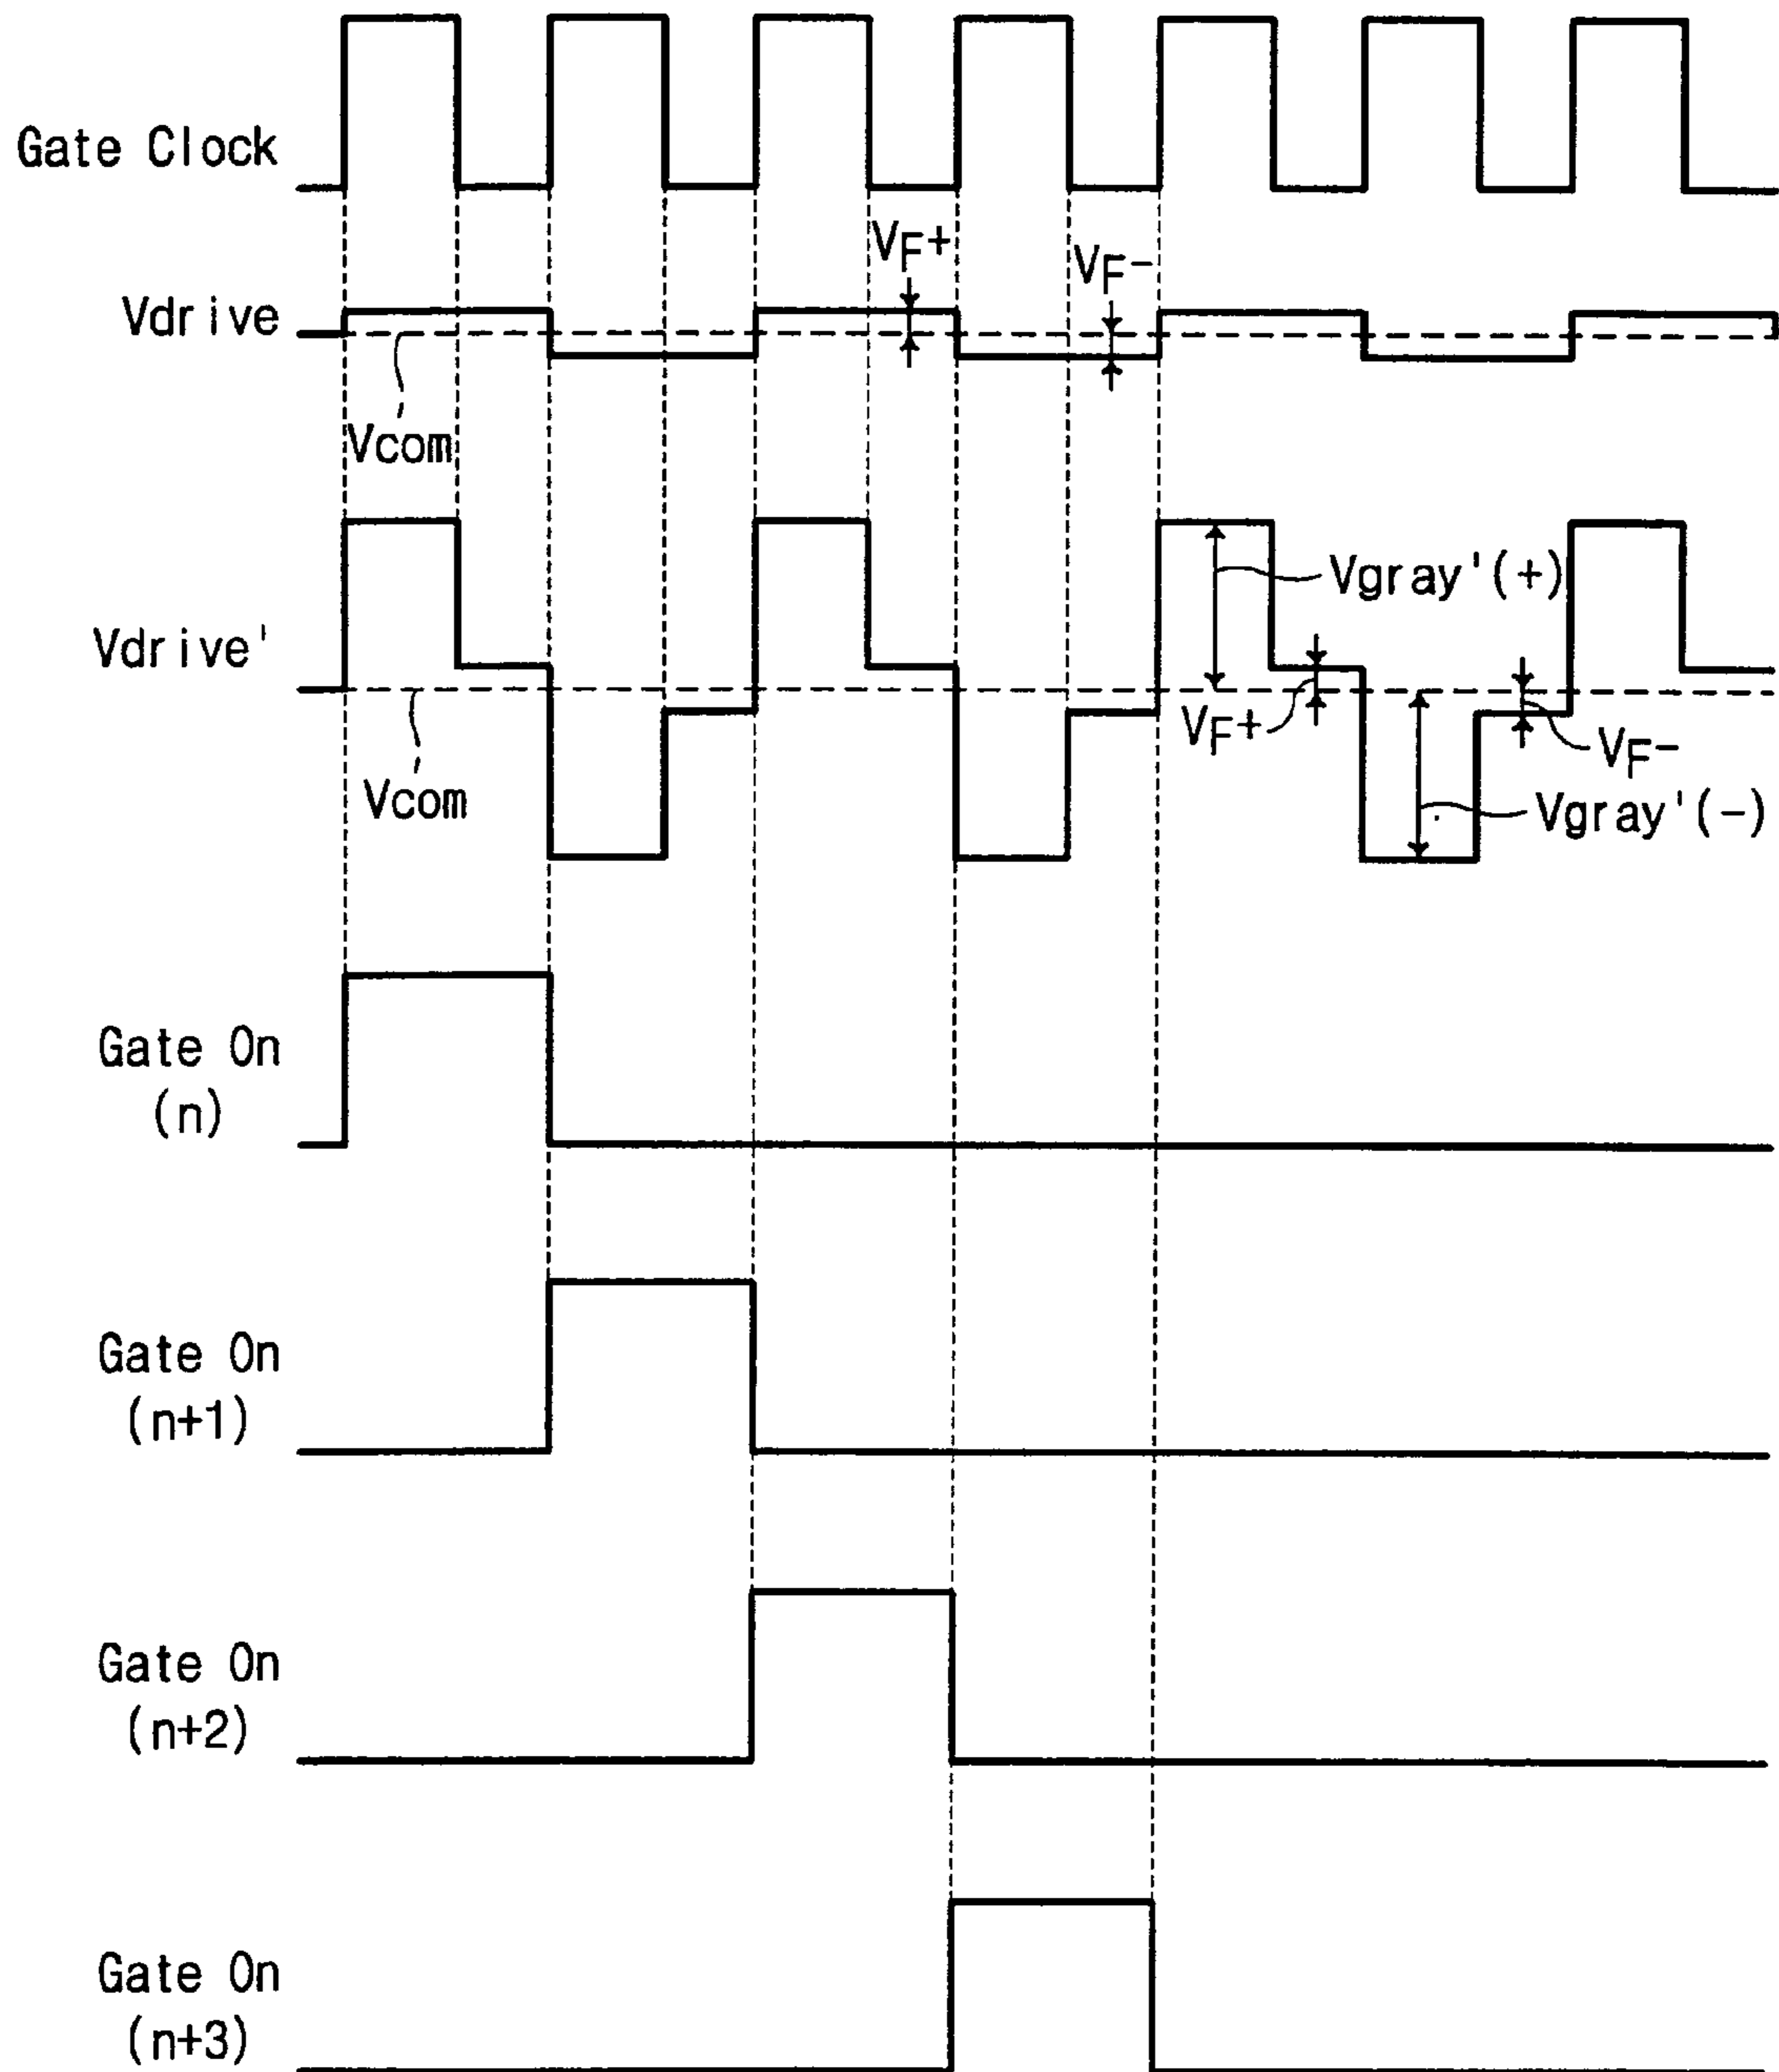 Gate Clock
VF+
VF-
Vdrive
Vcom
Vgray'(+)
Vdrive'
VF+
VF-
Vcom
Vgray'(-)
Gate On
(n)
Gate On
(n+1)
Gate On
(n+2)
Gate On
(n+3)